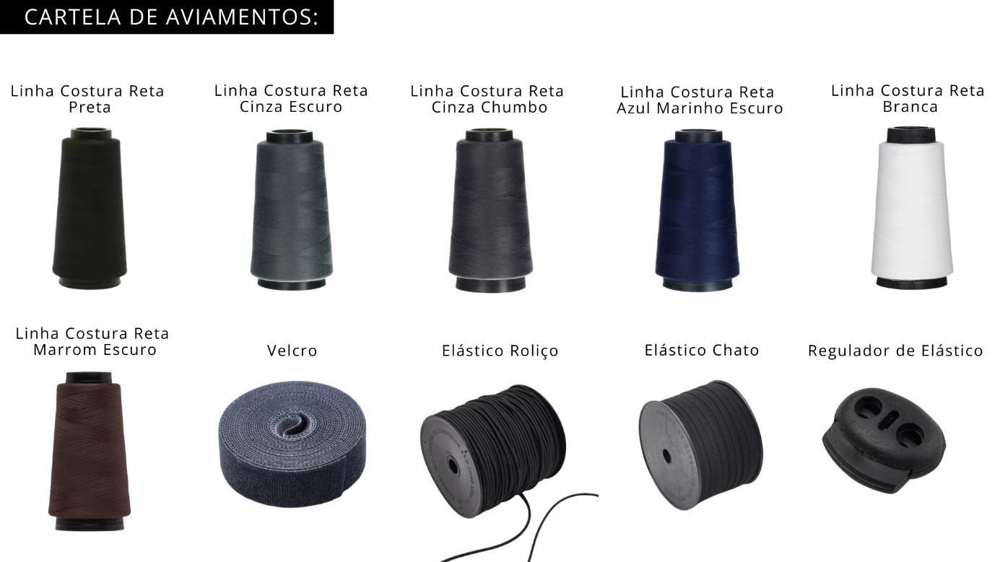 CARTELA DE AVIAMENTOS:
Linha Costura Reta
Preta
Linha Costura Reta
Cinza Escuro
Linha Costura Reta
Cinza Chumbo
Linha Costura Reta
Azul Marinho Escuro
Linha Costura Reta
Branca
Linha Costura Reta
Marrom Escuro
Velcro
Elástico Roliço
Elástico Chato
Regulador de Elástico